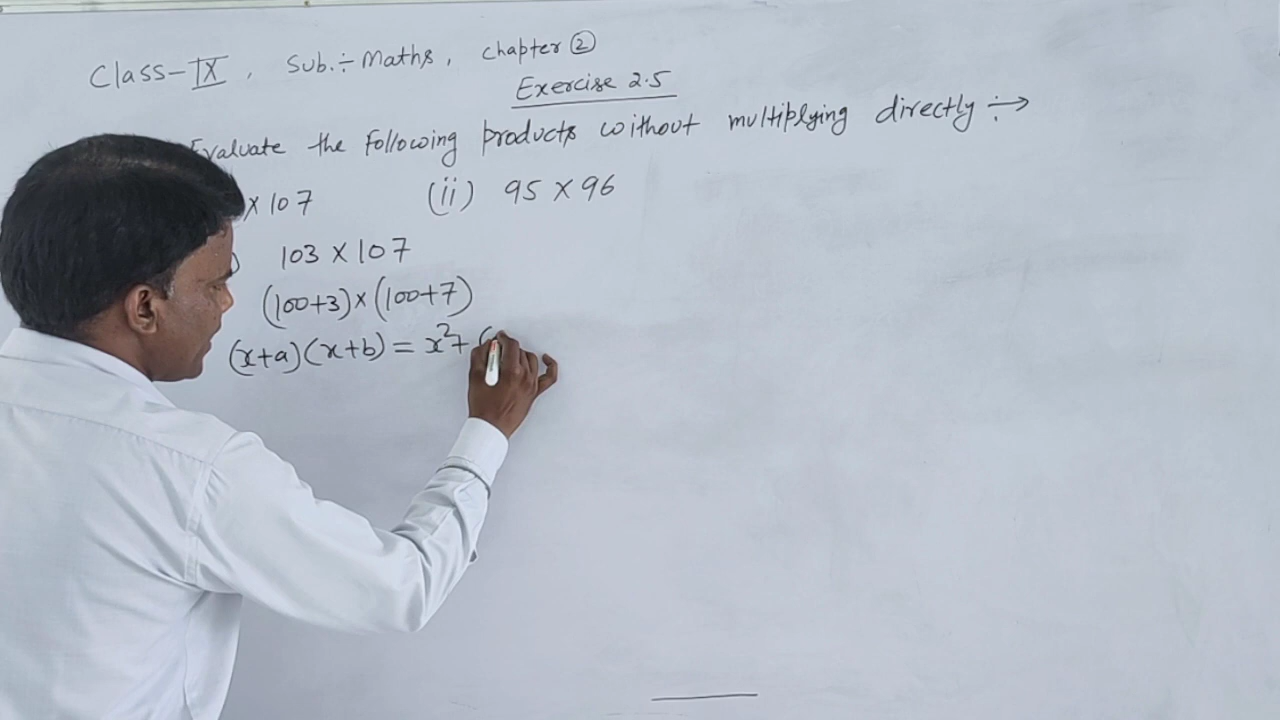 Class-IX, Sub.÷Maths, Chapter ②
Exercise 2.5
Evaluate the following products without multiplying directly ÷→
×107 (ii) 95×96
) 103×107
(100+3)×(100+7)
(x+a)(x+b) = x²+ (